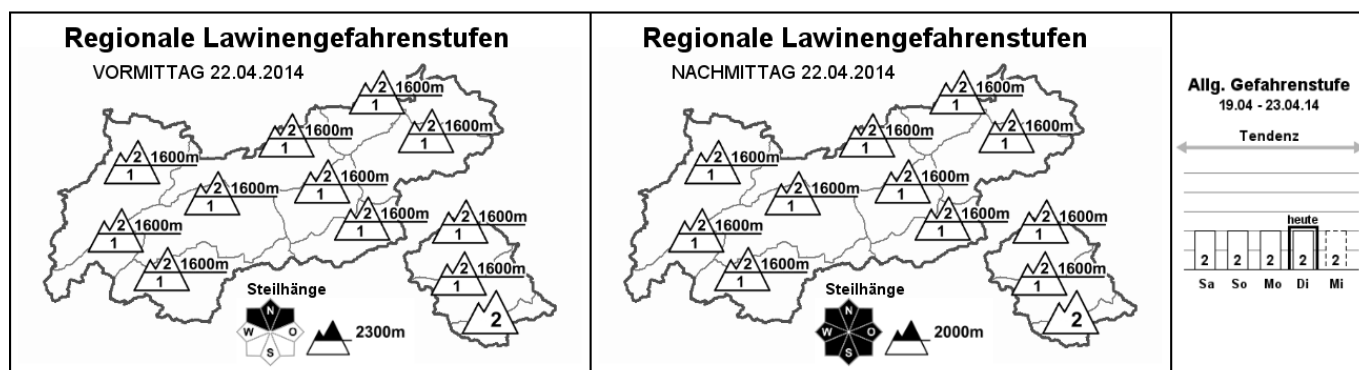 Regionale Lawinengefahrenstufen
VORMITTAG 22.04.2014
2 1600m
1
2 1600m
1
2 1600m
1
2 1600m
1
2 1600m
1
2 1600m
1
2 1600m
1
2 1600m
1
2 1600m
1
2 1600m
1
2 1600m
1
2
Steilhänge
N
W O
S
2300m
Regionale Lawinengefahrenstufen
NACHMITTAG 22.04.2014
2 1600m
1
2 1600m
1
2 1600m
1
2 1600m
1
2 1600m
1
2 1600m
1
2 1600m
1
2 1600m
1
2 1600m
1
2 1600m
1
2 1600m
1
2
Steilhänge
N
W O
S
2000m
Allg. Gefahrenstufe
19.04 - 23.04.14
Tendenz
heute
2 2 2 2 2
Sa So Mo Di Mi